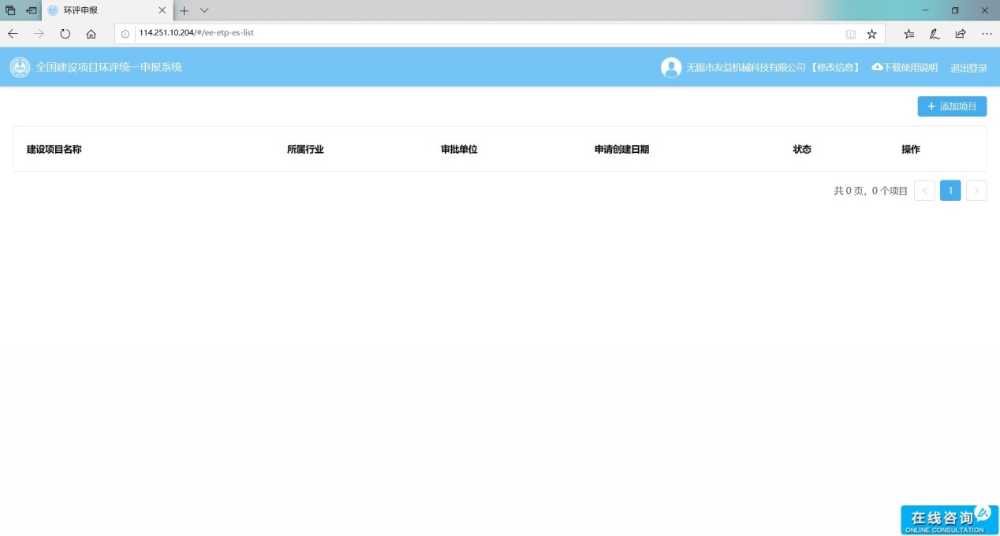 环评申报
114.251.10.204/#/ee-etp-es-list
全国建设项目环评统一申报系统
无锡市友益机械科技有限公司【修改信息】 下载使用说明 退出登录
+ 添加项目
建设项目名称 所属行业 审批单位 申请创建日期 状态 操作
共 0 页，0 个项目 < 1 >
在线咨询
ONLINE CONSULTATION